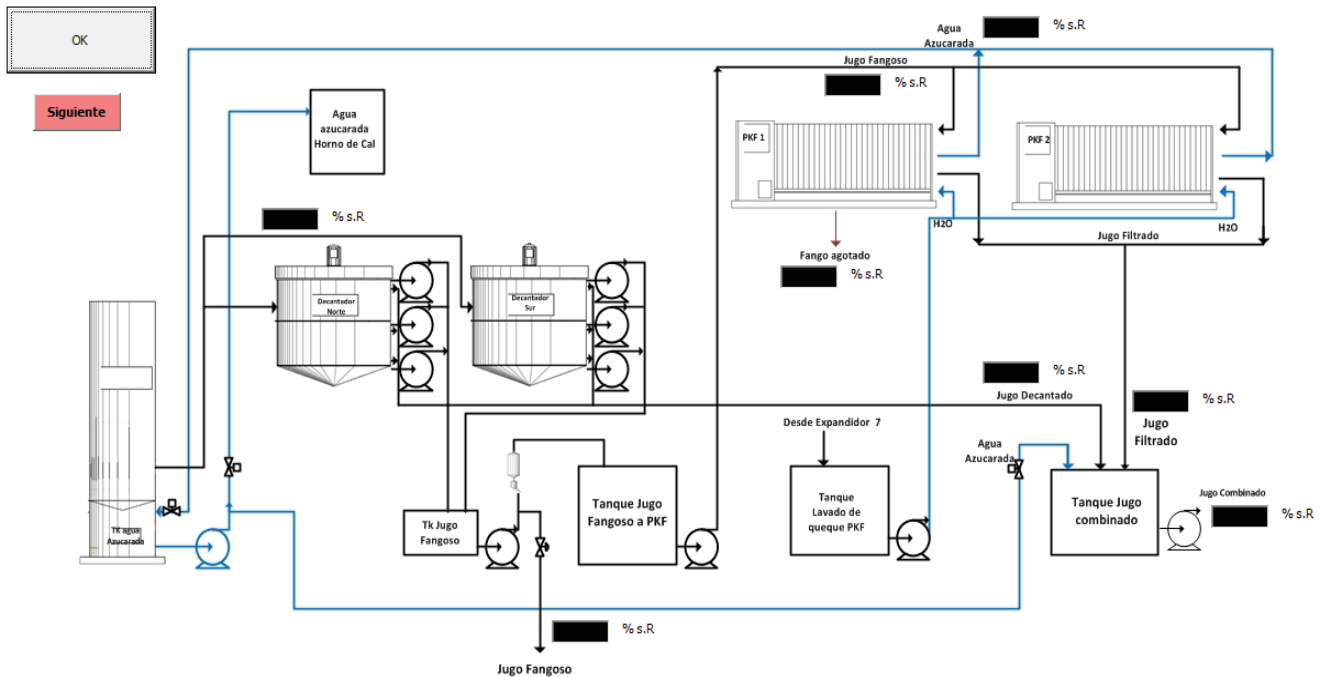 OK
Siguiente
Agua
Azucarada
% s.R
Jugo Fangoso
% s.R
Agua
azucarada
Horno de Cal
PKF 1
PKF 2
% s.R
H2O
H2O
Jugo Filtrado
Fango agotado
% s.R
Decantador
Norte
Decantador
Sur
% s.R
Jugo Decantado
% s.R
Jugo
Filtrado
Desde Expandidor 7
Agua
Azucarada
Tanque Jugo
Fangoso a PKF
Tanque
Lavado de
queque PKF
Tanque Jugo
combinado
Jugo Combinado
% s.R
Tk Jugo
Fangoso
TK agua
Azucarada
% s.R
Jugo Fangoso